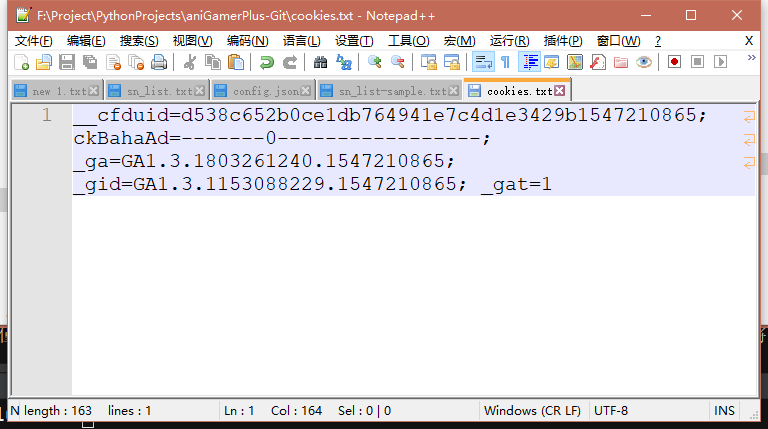 F:\Project\PythonProjects\aniGamerPlus-Git\cookies.txt - Notepad++
文件(F) 编辑(E) 搜索(S) 视图(V) 编码(N) 语言(L) 设置(T) 工具(O) 宏(M) 运行(R) 插件(P) 窗口(W) ? X
new 1.txt sn_list.txt config.json sn_list-sample.txt cookies.txt
1 __cfduid=d538c652b0ce1db764941e7c4d1e3429b1547210865;
ckBahaAd=-------0-----------------;
_ga=GA1.3.1803261240.1547210865;
_gid=GA1.3.1153088229.1547210865; _gat=1
N length : 163 lines : 1 Ln : 1 Col : 164 Sel : 0 | 0 Windows (CR LF) UTF-8 INS